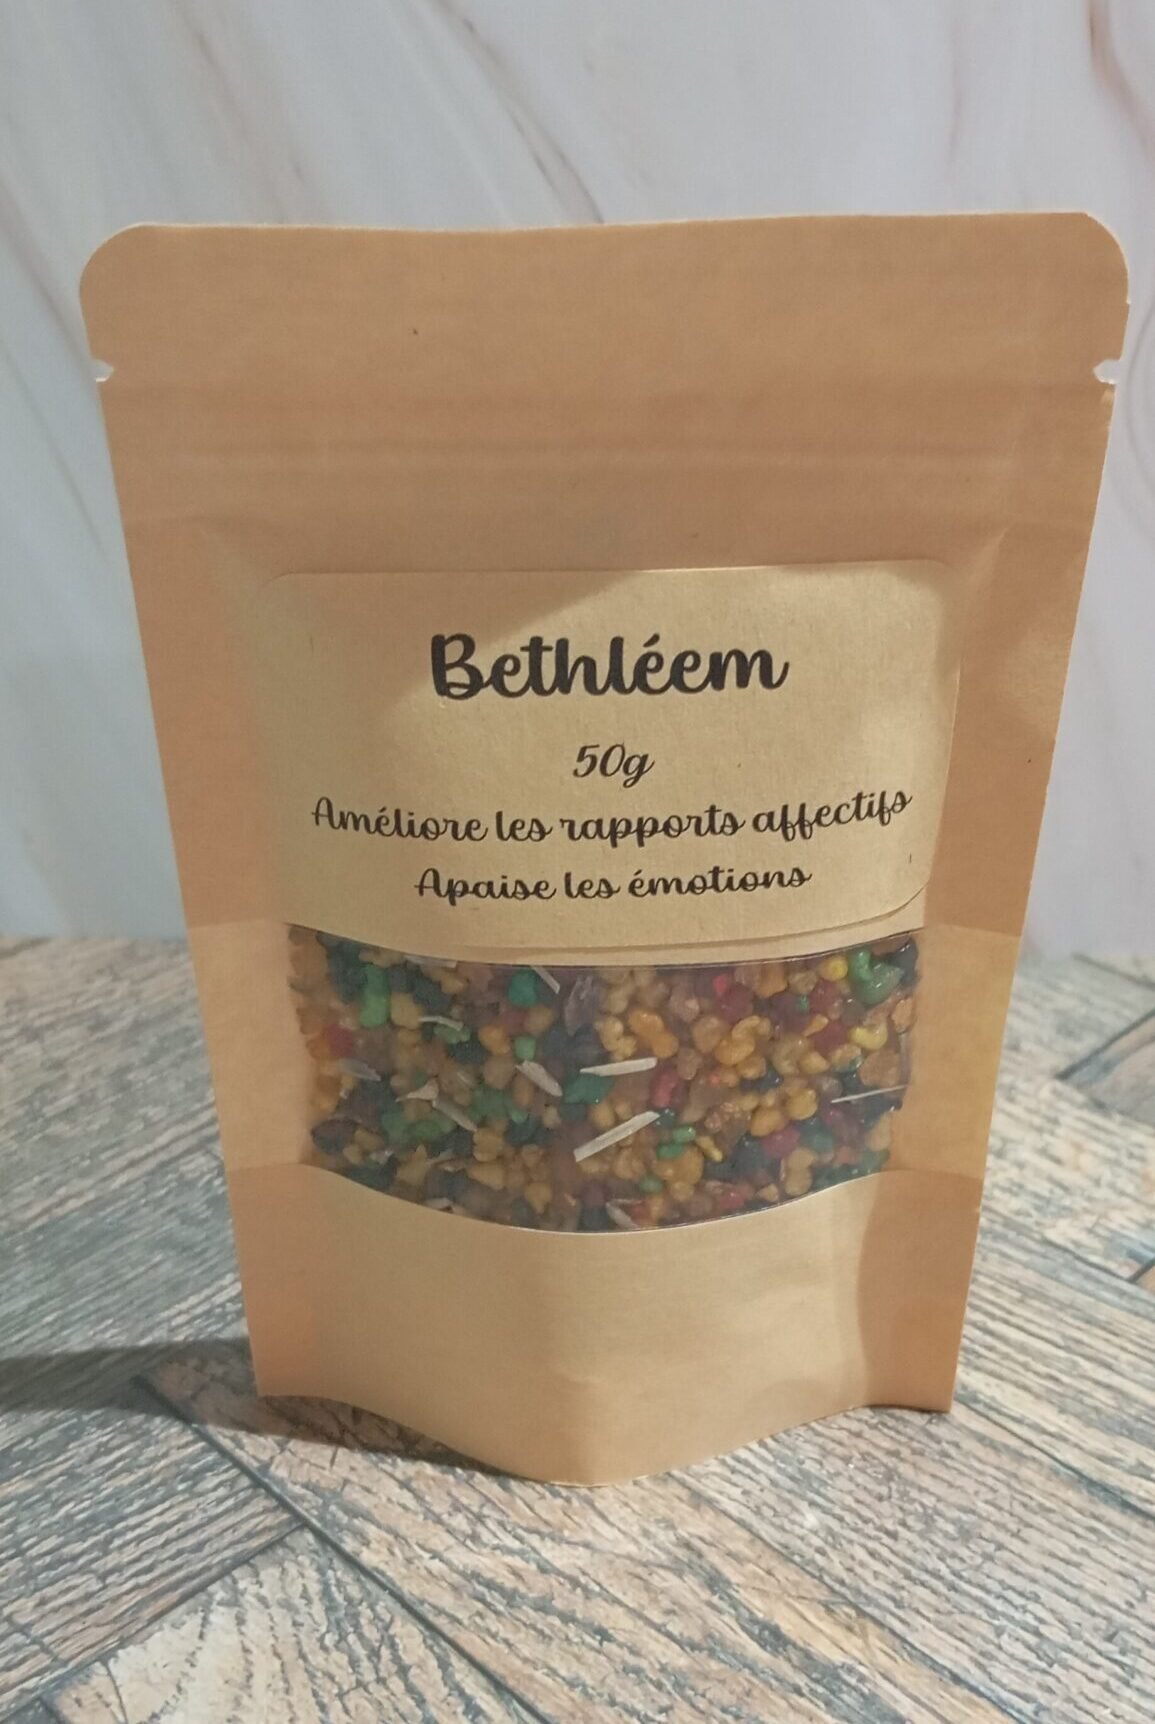 Bethléem
50g
Améliore les rapports affectifs
Apaise les émotions